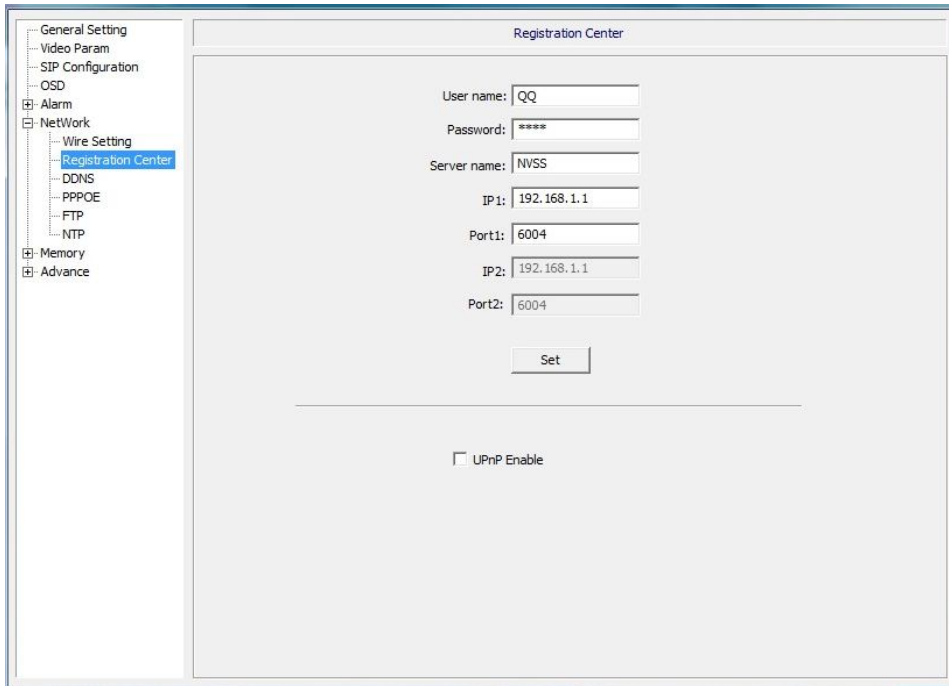 General Setting
Video Param
SIP Configuration
OSD
Alarm
NetWork
Wire Setting
Registration Center
DDNS
PPPOE
FTP
NTP
Memory
Advance
Registration Center
User name: QQ
Password: ****
Server name: NVSS
IP1: 192.168.1.1
Port1: 6004
IP2: 192.168.1.1
Port2: 6004
Set
UPnP Enable